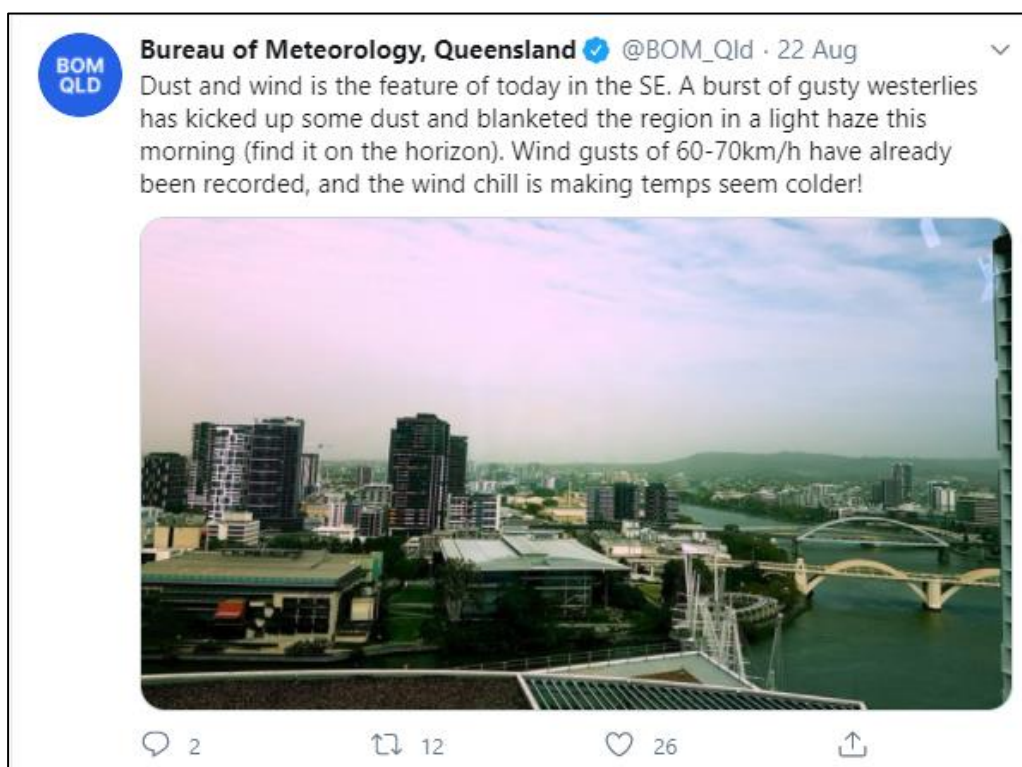 BOM
QLD
Bureau of Meteorology, Queensland @BOM_Qld · 22 Aug
Dust and wind is the feature of today in the SE. A burst of gusty westerlies
has kicked up some dust and blanketed the region in a light haze this
morning (find it on the horizon). Wind gusts of 60-70km/h have already
been recorded, and the wind chill is making temps seem colder!
2 12 26